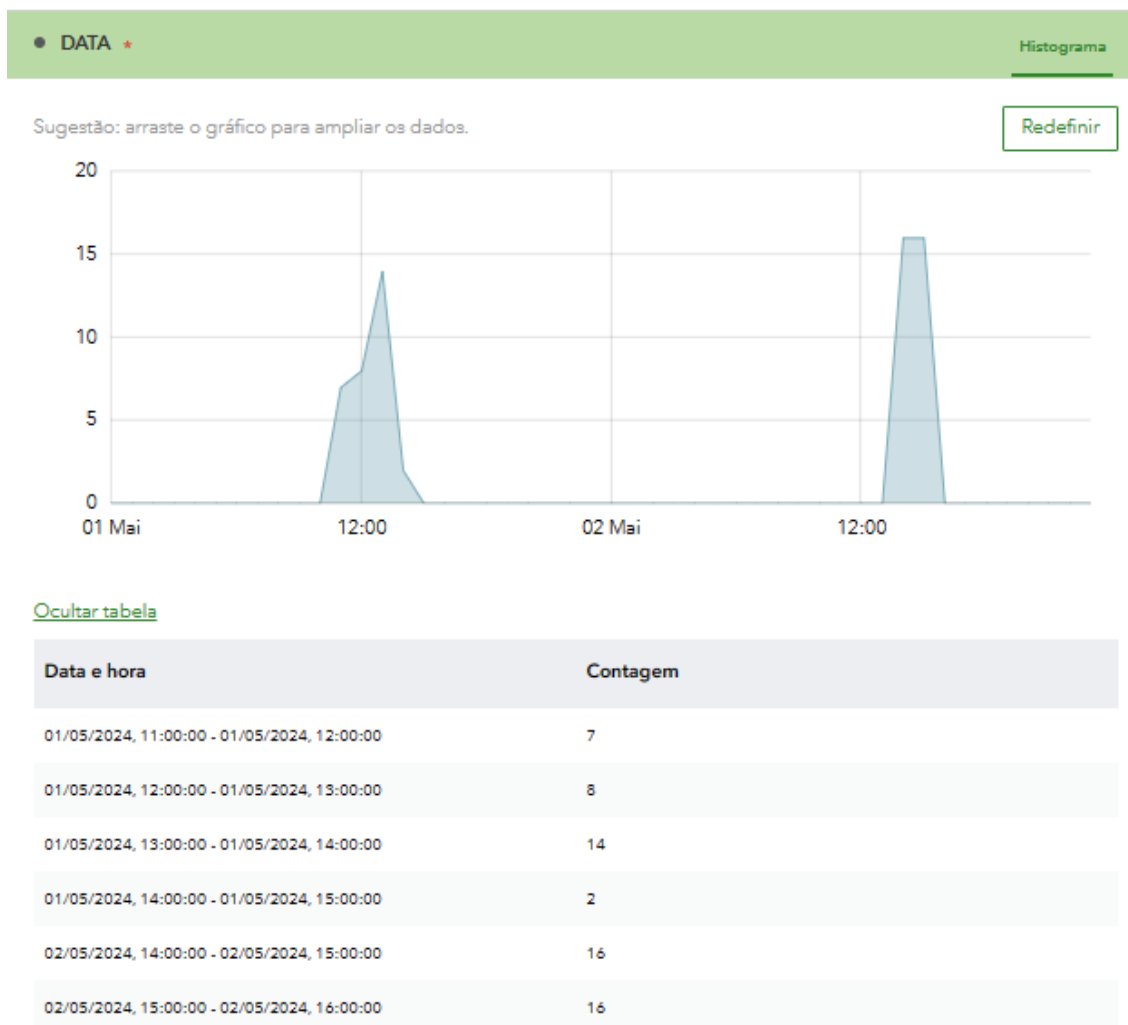 DATA *
Histograma
Sugestão: arraste o gráfico para ampliar os dados.
Redefinir
20
15
10
5
0
01 Mai 12:00 02 Mai 12:00
Ocultar tabela
Data e hora Contagem
01/05/2024, 11:00:00 - 01/05/2024, 12:00:00 7
01/05/2024, 12:00:00 - 01/05/2024, 13:00:00 8
01/05/2024, 13:00:00 - 01/05/2024, 14:00:00 14
01/05/2024, 14:00:00 - 01/05/2024, 15:00:00 2
02/05/2024, 14:00:00 - 02/05/2024, 15:00:00 16
02/05/2024, 15:00:00 - 02/05/2024, 16:00:00 16